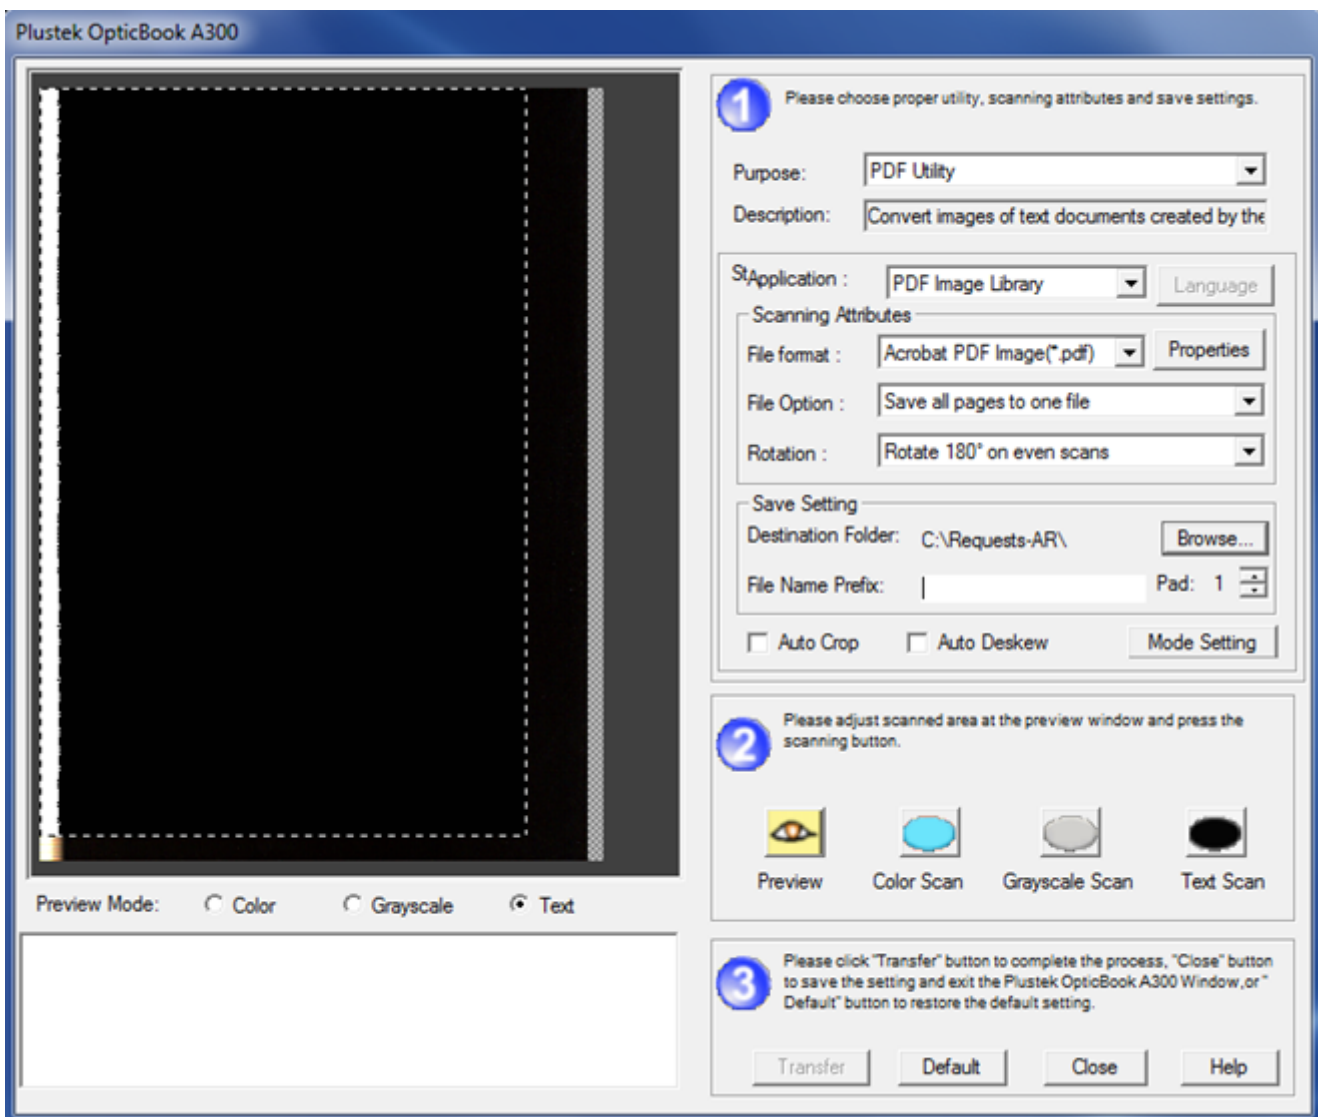 Plustek OpticBook A300
1
Please choose proper utility, scanning attributes and save settings.
Purpose: PDF Utility
Description: Convert images of text documents created by the
StApplication : PDF Image Library Language
Scanning Attributes
File format : Acrobat PDF Image(*.pdf) Properties
File Option : Save all pages to one file
Rotation : Rotate 180° on even scans
Save Setting
Destination Folder: C:\Requests-AR\ Browse...
File Name Prefix: Pad: 1
Auto Crop Auto Deskew Mode Setting
2
Please adjust scanned area at the preview window and press the
scanning button.
Preview Color Scan Grayscale Scan Text Scan
Preview Mode: Color Grayscale Text
3
Please click "Transfer" button to complete the process, "Close" button
to save the setting and exit the Plustek OpticBook A300 Window,or "
Default" button to restore the default setting.
Transfer Default Close Help